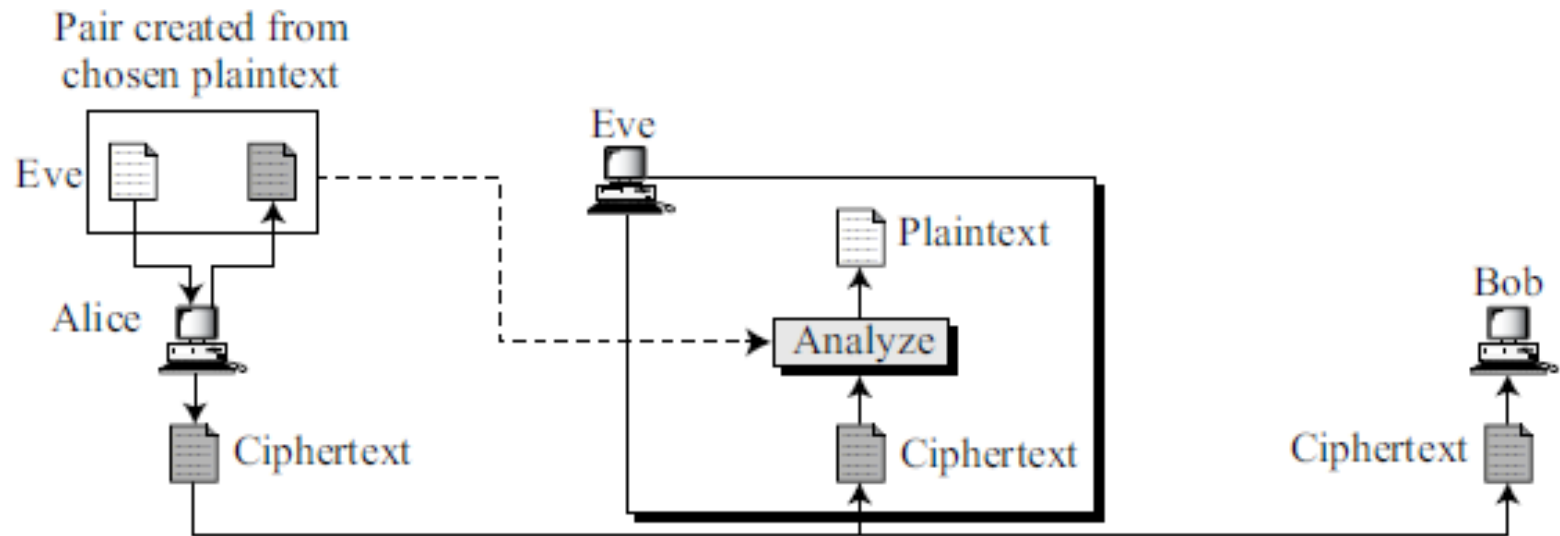 Pair created from
chosen plaintext
Eve
Eve
Plaintext
Alice
Analyze
Bob
Ciphertext
Ciphertext
Ciphertext